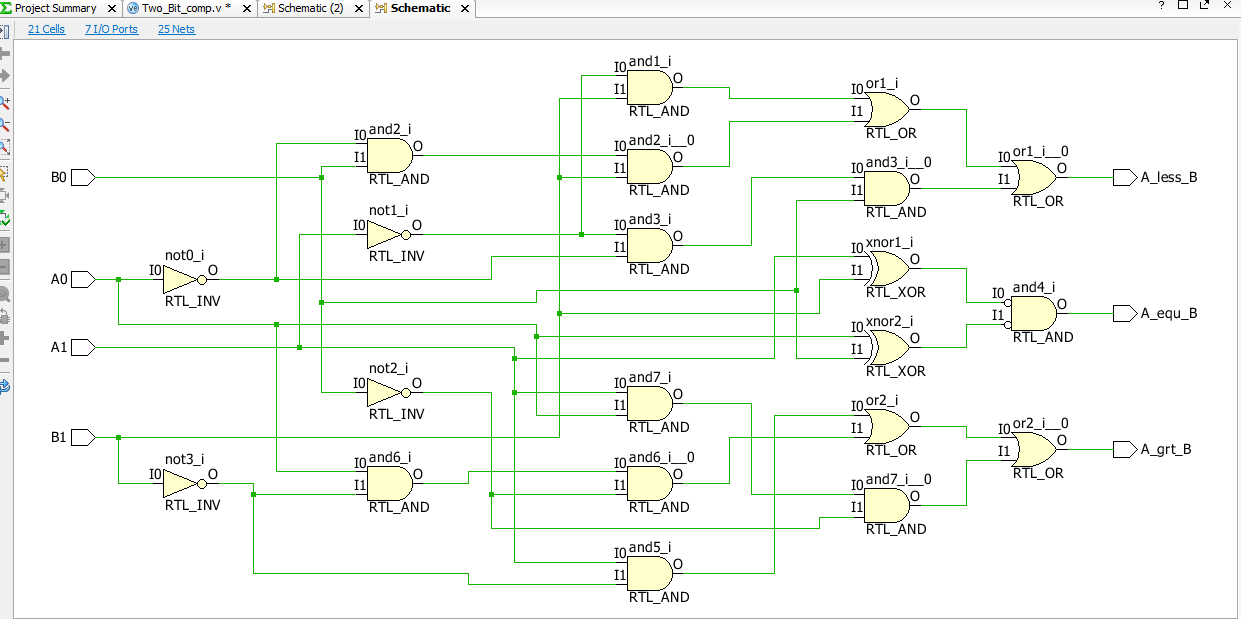 Project Summary × Two_Bit_comp.v * × Schematic (2) × Schematic × ?
21 Cells 7 I/O Ports 25 Nets
B0
A0
A1
B1
I0 not0_i O
RTL_INV
I0 not3_i O
RTL_INV
I0 and2_i
I1 O
RTL_AND
I0 not1_i O
RTL_INV
I0 not2_i O
RTL_INV
I0 and6_i
I1 O
RTL_AND
I0 and1_i
I1 O
RTL_AND
I0 and2_i__0
I1 O
RTL_AND
I0 and3_i
I1 O
RTL_AND
I0 and7_i
I1 O
RTL_AND
I0 and6_i__0
I1 O
RTL_AND
I0 and5_i
I1 O
RTL_AND
I0 or1_i
I1 O
RTL_OR
I0 and3_i__0
I1 O
RTL_AND
I0 xnor1_i
I1 O
RTL_XOR
I0 xnor2_i
I1 O
RTL_XOR
I0 or2_i
I1 O
RTL_OR
I0 and7_i__0
I1 O
RTL_AND
I0 or1_i__0
I1 O
RTL_OR
I0 and4_i
I1 O
RTL_AND
I0 or2_i__0
I1 O
RTL_OR
A_less_B
A_equ_B
A_grt_B